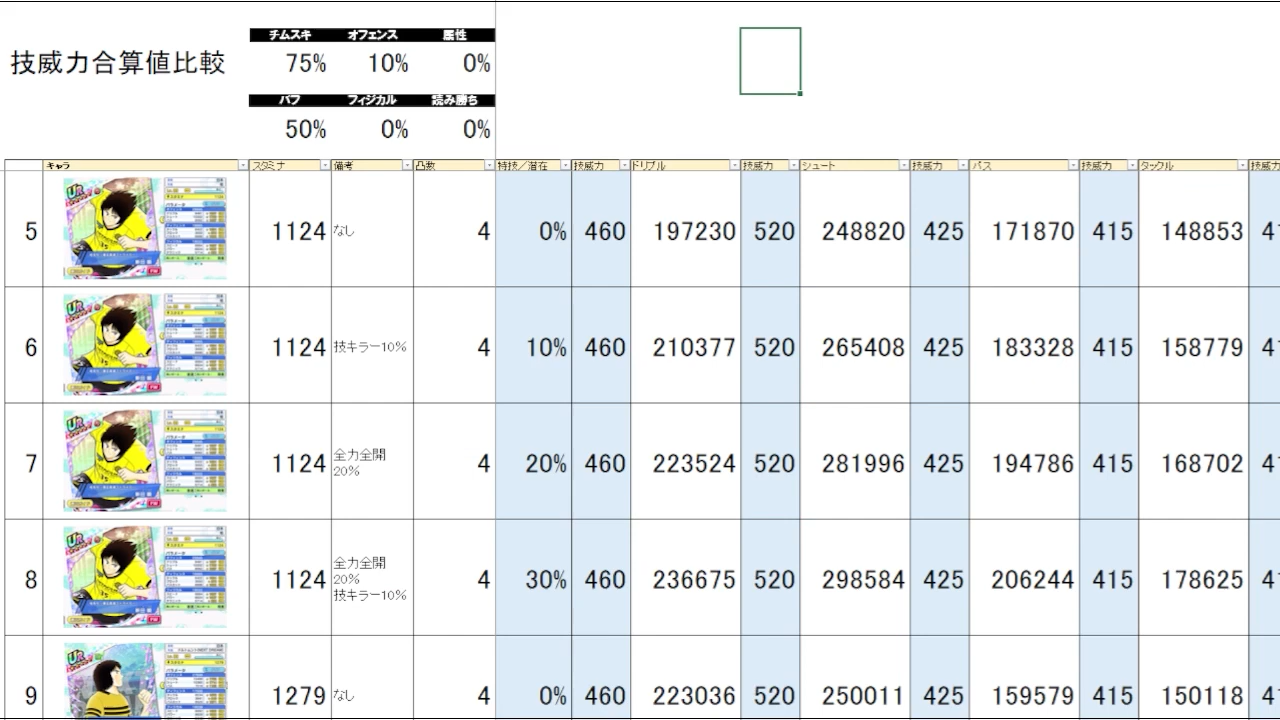 技威力合算値比較
チムスキ オフェンス 属性
75% 10% 0%
バフ フィジカル 読み勝ち
50% 0% 0%
キャラ スタミナ 備考 凸数 特技/潜在 技威力 ドリブル 技威力 シュート 技威力 パス 技威力 タックル 技威力
5 UR 1124 なし 4 0% 460 197230 520 248820 425 171870 415 148853
6 UR 1124 技キラー10% 4 10% 460 210377 520 265408 425 183328 415 158779
7 UR 1124 全力全開 4 20% 460 223524 520 281996 425 194786 415 168702
20%
8 UR 1124 全力全開 4 30% 460 236675 520 298584 425 206244 415 178625
20%
技キラー10%
9 UR 1279 なし 4 0% 460 223036 520 250011 425 159579 415 150118